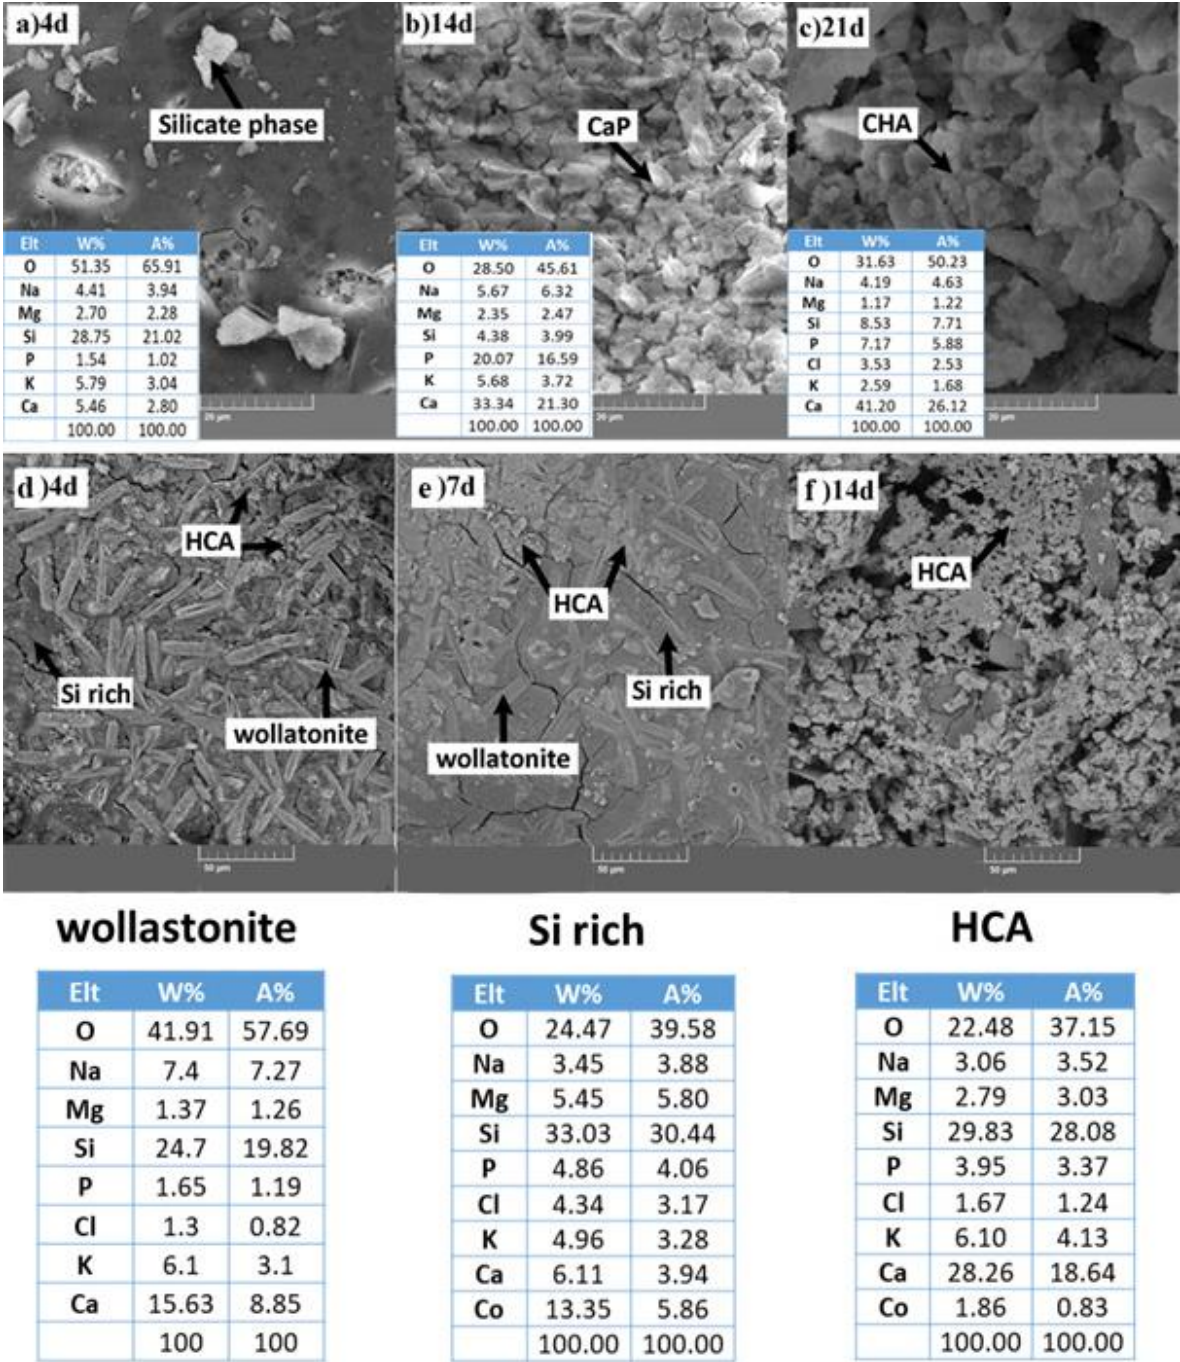 a)4d
Silicate phase
Elt W% A%
O 51.35 65.91
Na 4.41 3.94
Mg 2.70 2.28
Si 28.75 21.02
P 1.54 1.02
K 5.79 3.04
Ca 5.46 2.80
100.00 100.00
20 µm
b)14d
CaP
Elt W% A%
O 28.50 45.61
Na 5.67 6.32
Mg 2.35 2.47
Si 4.38 3.99
P 20.07 16.59
K 5.68 3.72
Ca 33.34 21.30
100.00 100.00
20 µm
c)21d
CHA
Elt W% A%
O 31.63 50.23
Na 4.19 4.63
Mg 1.17 1.22
Si 8.53 7.71
P 7.17 5.88
Cl 3.53 2.53
K 2.59 1.68
Ca 41.20 26.12
100.00 100.00
20 µm
d )4d
HCA
Si rich
wollatonite
50 µm
e )7d
HCA
Si rich
wollatonite
50 µm
f )14d
HCA
50 µm
wollastonite
Elt W% A%
O 41.91 57.69
Na 7.4 7.27
Mg 1.37 1.26
Si 24.7 19.82
P 1.65 1.19
Cl 1.3 0.82
K 6.1 3.1
Ca 15.63 8.85
100 100
Si rich
Elt W% A%
O 24.47 39.58
Na 3.45 3.88
Mg 5.45 5.80
Si 33.03 30.44
P 4.86 4.06
Cl 4.34 3.17
K 4.96 3.28
Ca 6.11 3.94
Co 13.35 5.86
100.00 100.00
HCA
Elt W% A%
O 22.48 37.15
Na 3.06 3.52
Mg 2.79 3.03
Si 29.83 28.08
P 3.95 3.37
Cl 1.67 1.24
K 6.10 4.13
Ca 28.26 18.64
Co 1.86 0.83
100.00 100.00